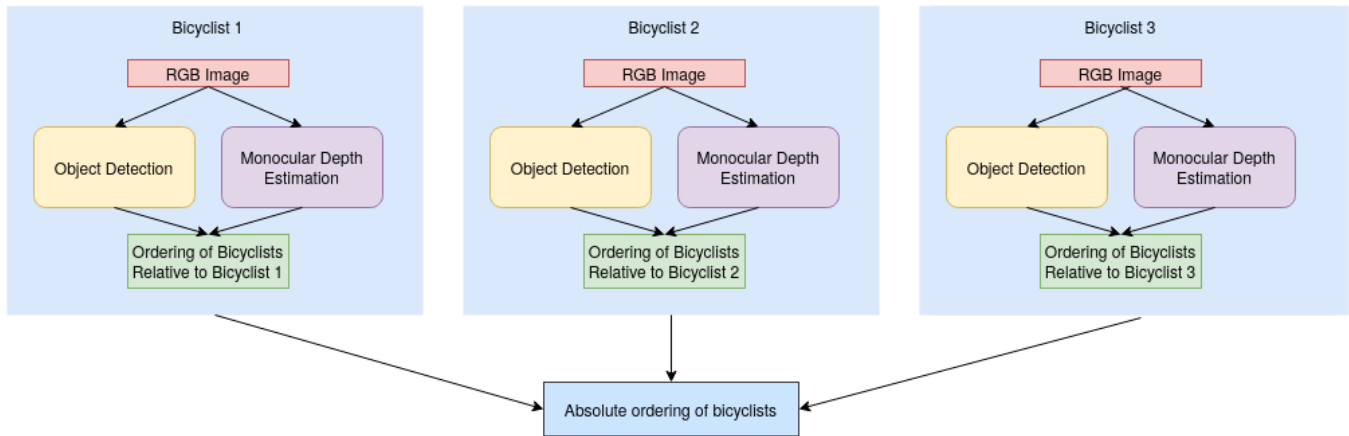 Bicyclist 1
RGB Image
Object Detection
Monocular Depth
Estimation
Ordering of Bicyclists
Relative to Bicyclist 1
Bicyclist 2
RGB Image
Object Detection
Monocular Depth
Estimation
Ordering of Bicyclists
Relative to Bicyclist 2
Bicyclist 3
RGB Image
Object Detection
Monocular Depth
Estimation
Ordering of Bicyclists
Relative to Bicyclist 3
Absolute ordering of bicyclists